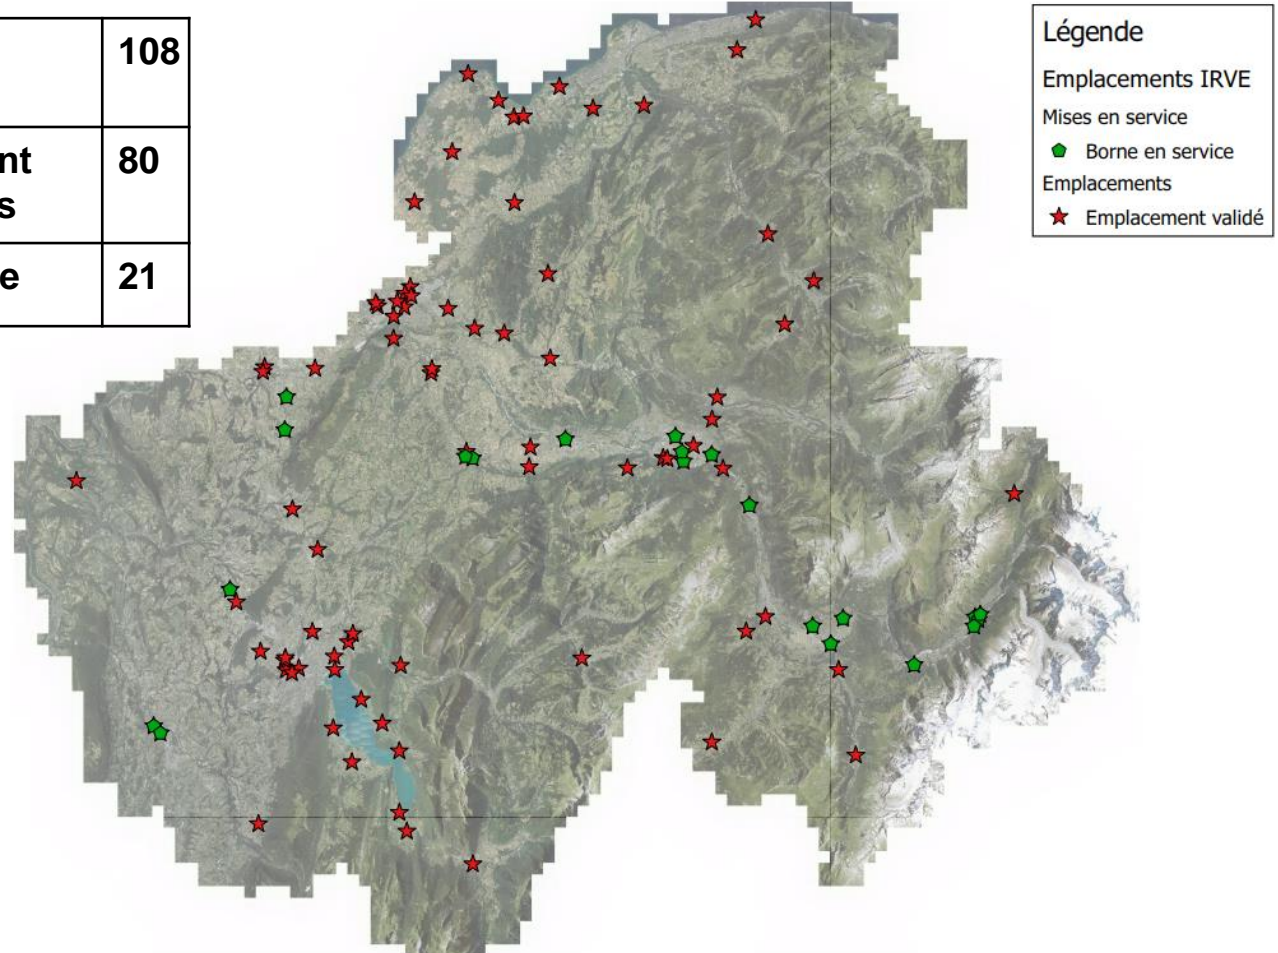 108
nt
80
s
e
21
Légende
Emplacements IRVE
Mises en service
Borne en service
Emplacements
Emplacement validé